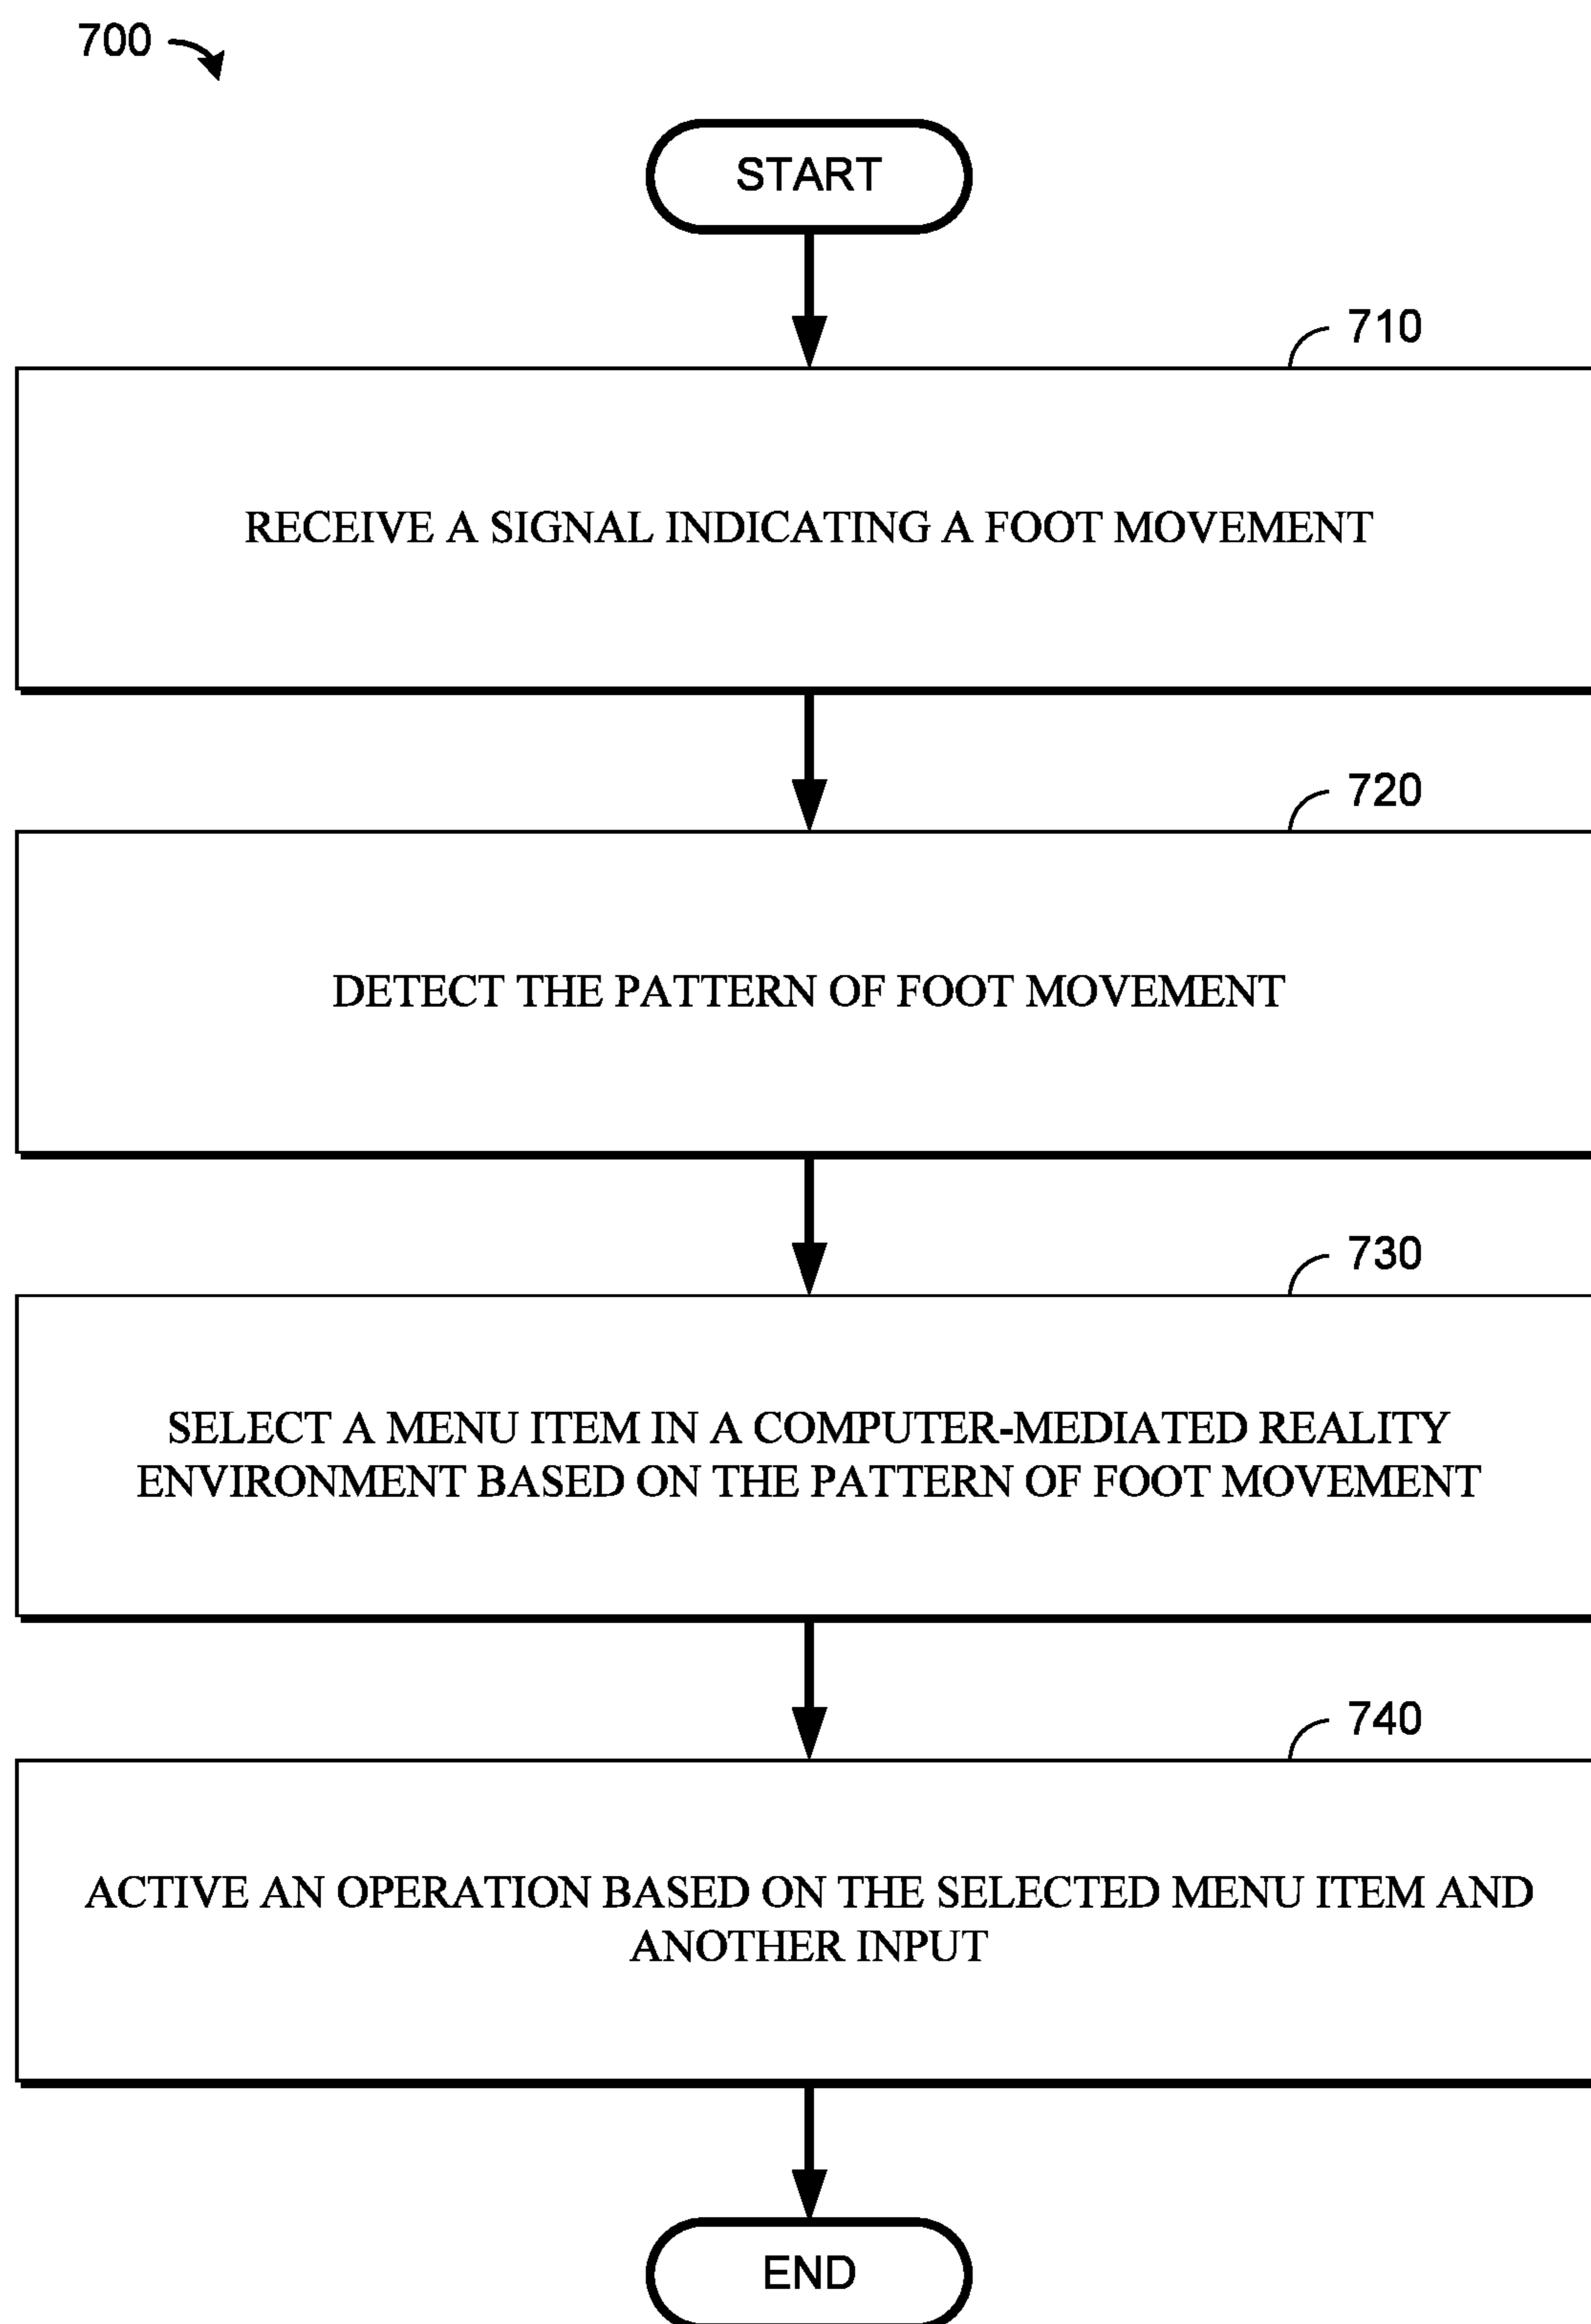 700
START
710
RECEIVE A SIGNAL INDICATING A FOOT MOVEMENT
720
DETECT THE PATTERN OF FOOT MOVEMENT
730
SELECT A MENU ITEM IN A COMPUTER-MEDIATED REALITY
ENVIRONMENT BASED ON THE PATTERN OF FOOT MOVEMENT
740
ACTIVE AN OPERATION BASED ON THE SELECTED MENU ITEM AND
ANOTHER INPUT
END